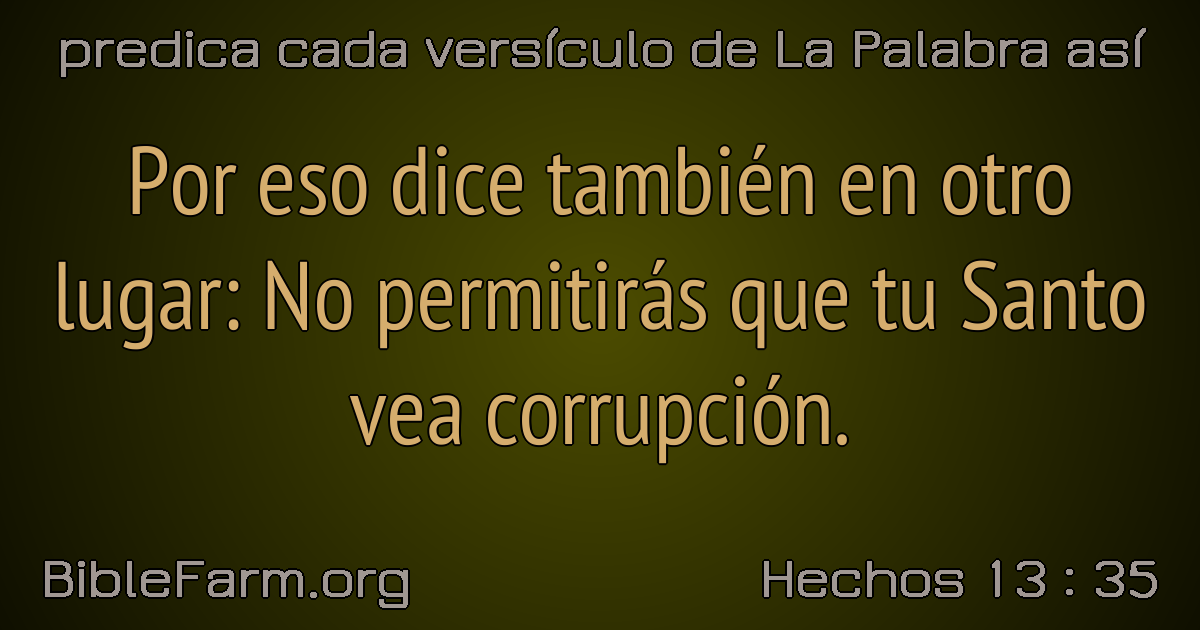 predica cada versículo de La Palabra así
Por eso dice también en otro
lugar: No permitirás que tu Santo
vea corrupción.
BibleFarm.org
Hechos 13 : 35